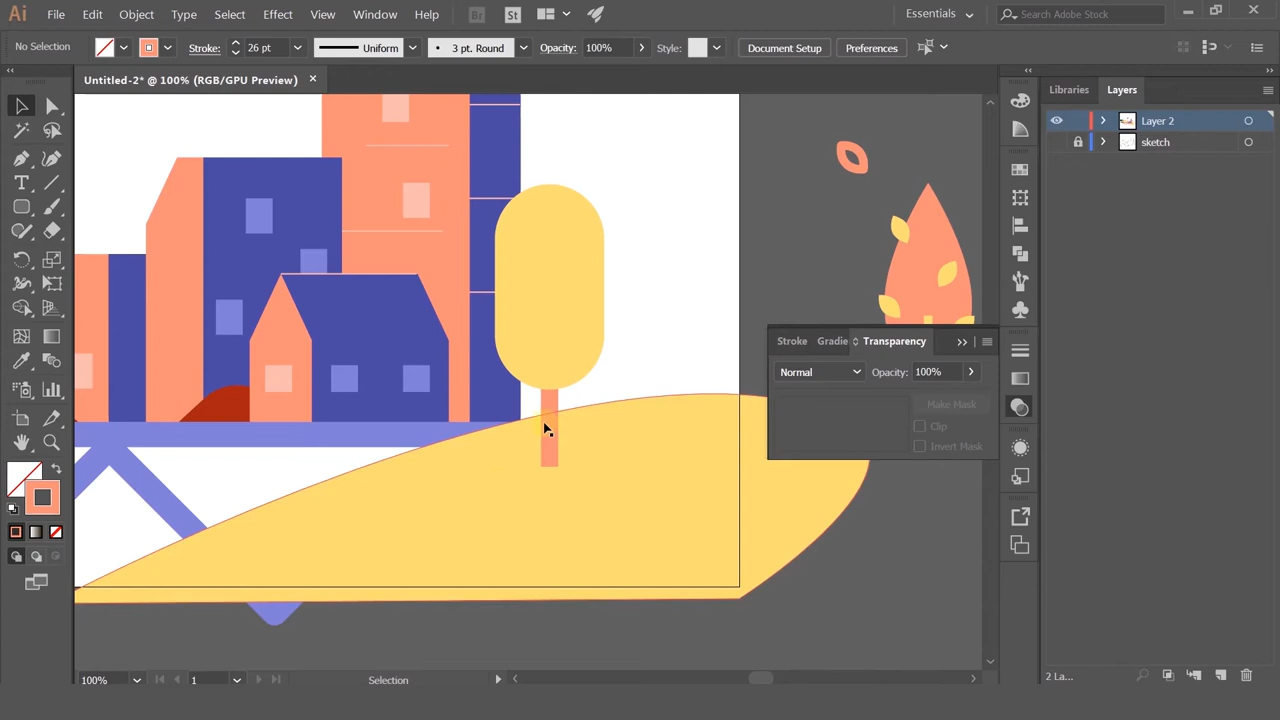 Ai File Edit Object Type Select Effect View Window Help Br St Essentials Search Adobe Stock
No Selection Stroke: 26 pt Uniform 3 pt. Round Opacity: 100% Style: Document Setup Preferences
Untitled-2* @ 100% (RGB/GPU Preview)
Libraries Layers
Layer 2
sketch
Stroke Gradie Transparency
Normal Opacity: 100%
Make Mask
Clip
Invert Mask
100% 1 Selection 2 La...